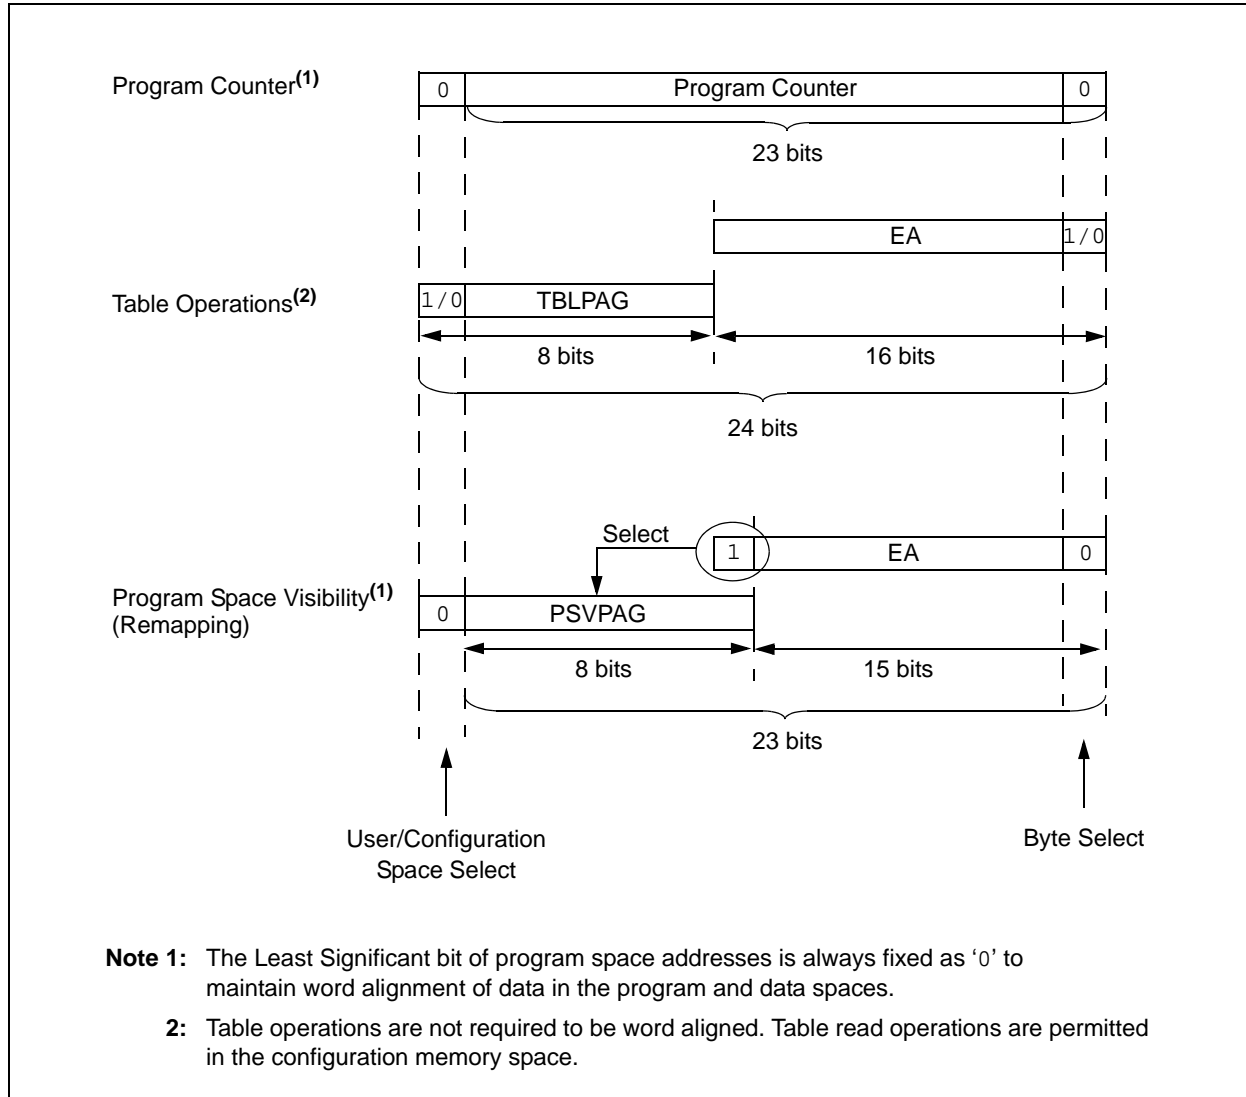 Program Counter(1)
0
Program Counter
0
23 bits
EA
1/0
Table Operations(2)
1/0
TBLPAG
8 bits
16 bits
24 bits
Select
1
EA
0
Program Space Visibility(1)
(Remapping)
0
PSVPAG
8 bits
15 bits
23 bits
User/Configuration
Space Select
Byte Select
Note 1: The Least Significant bit of program space addresses is always fixed as ‘0’ to
maintain word alignment of data in the program and data spaces.
2: Table operations are not required to be word aligned. Table read operations are permitted
in the configuration memory space.